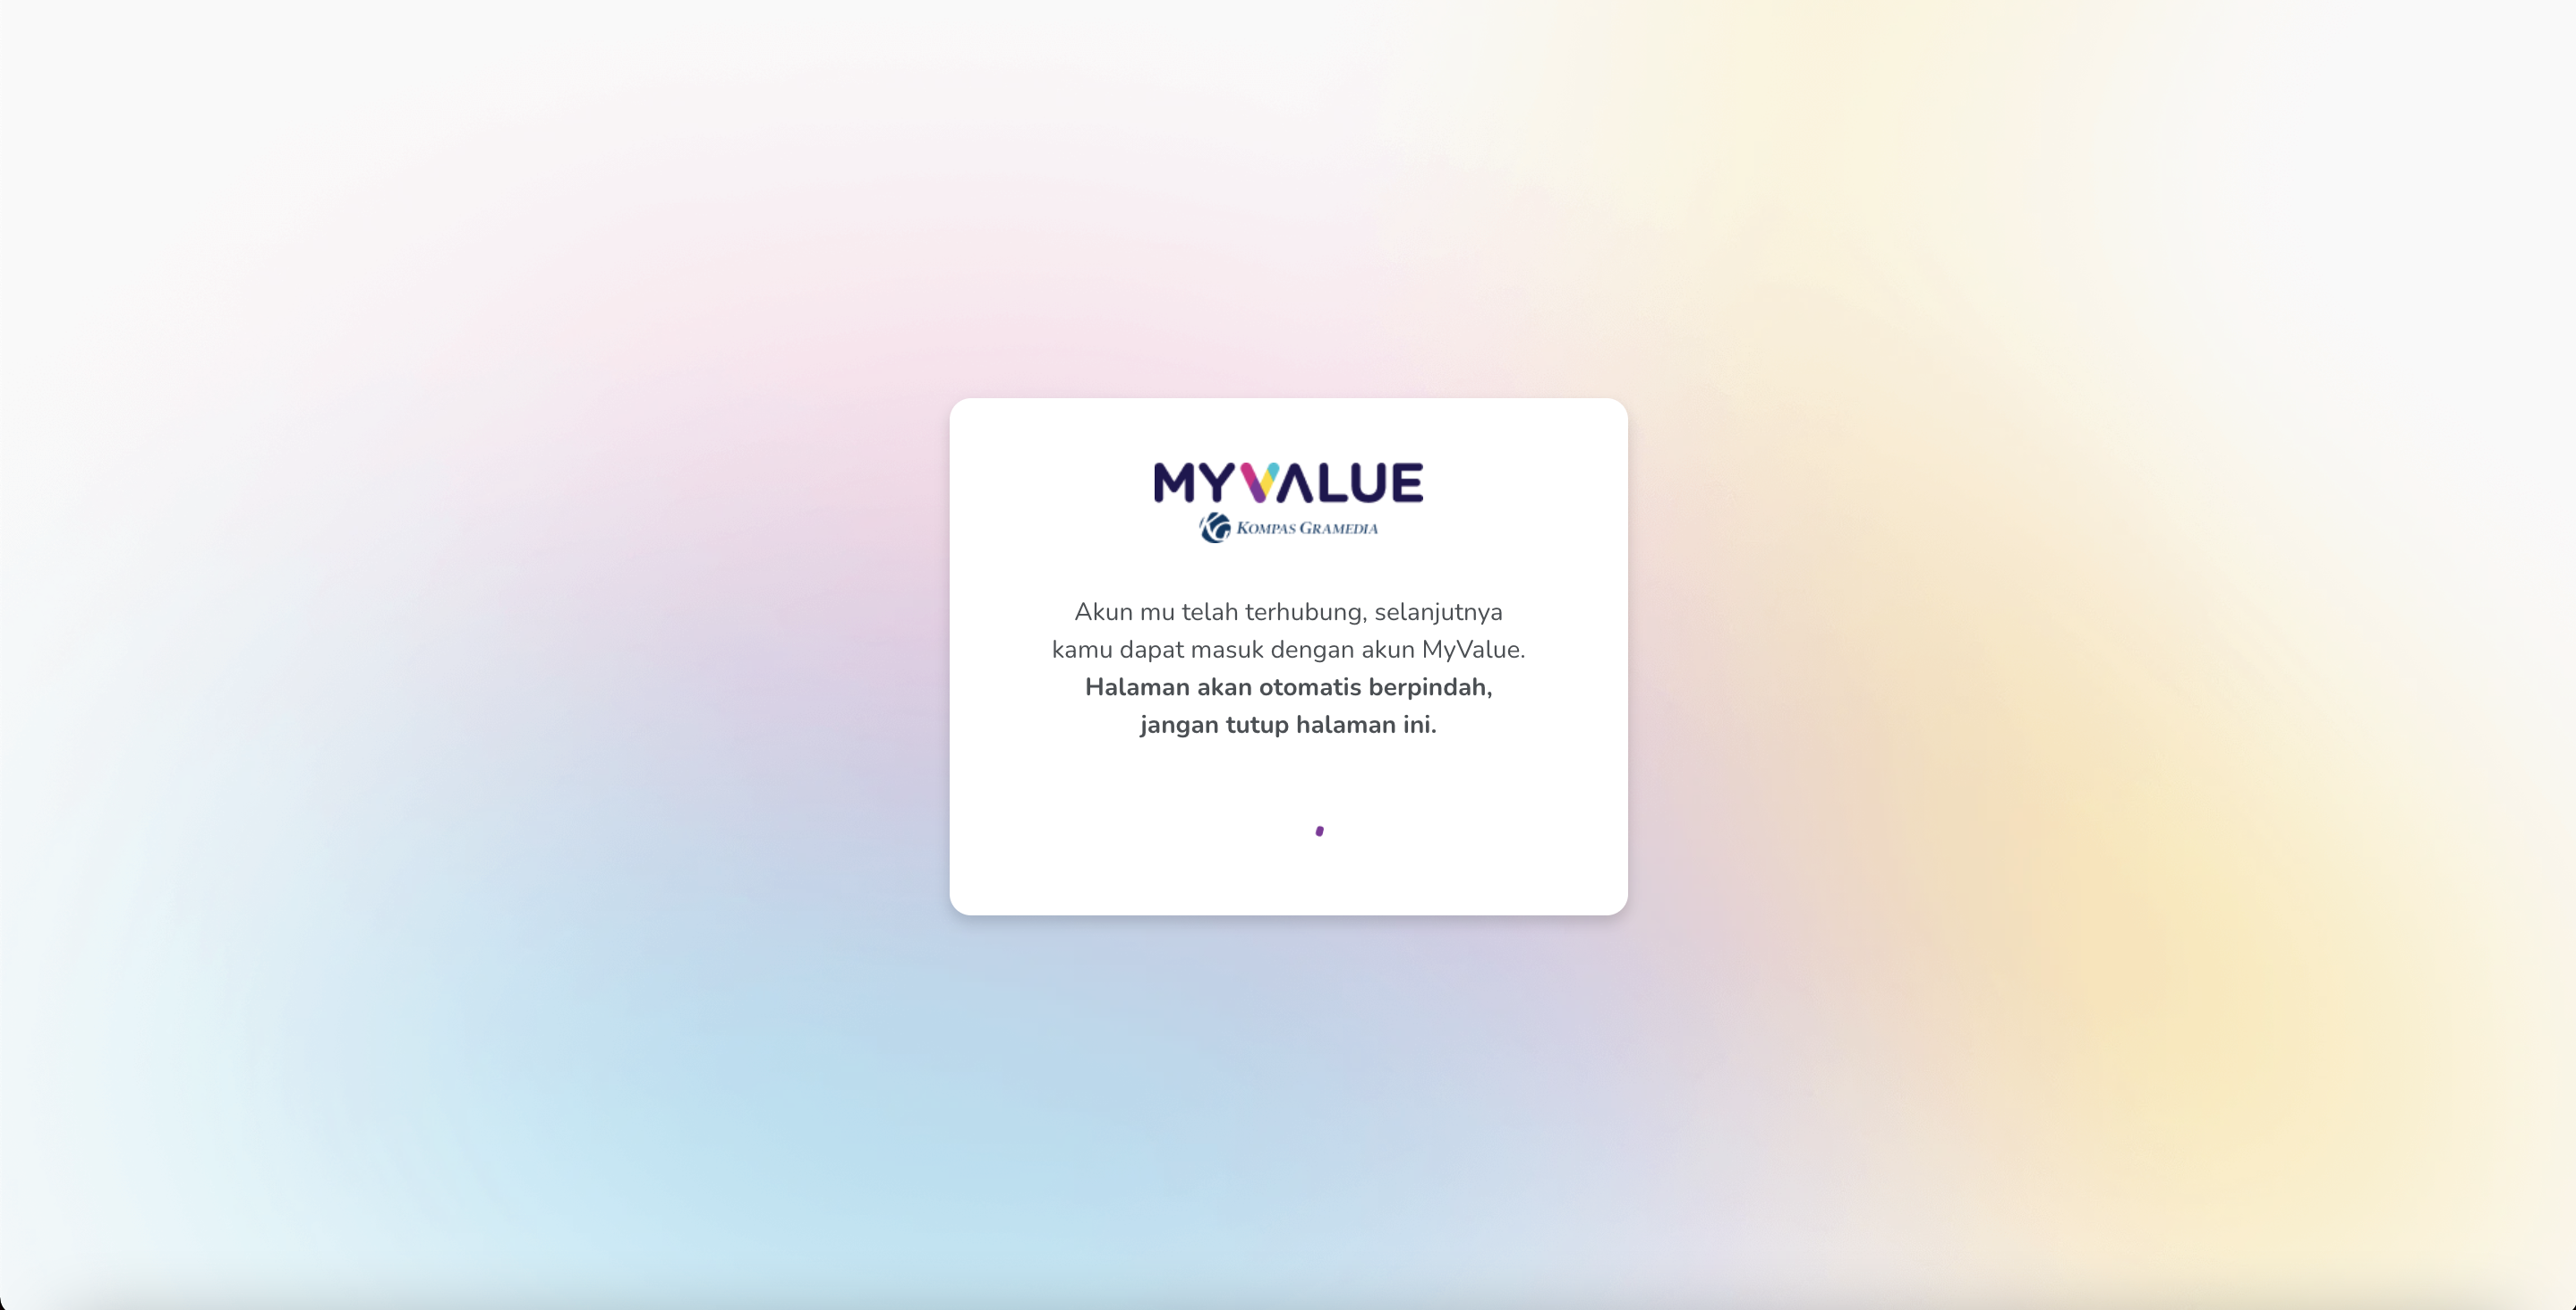 MYVALUE
KG KOMPAS GRAMEDIA
Akun mu telah terhubung, selanjutnya
kamu dapat masuk dengan akun MyValue.
Halaman akan otomatis berpindah,
jangan tutup halaman ini.